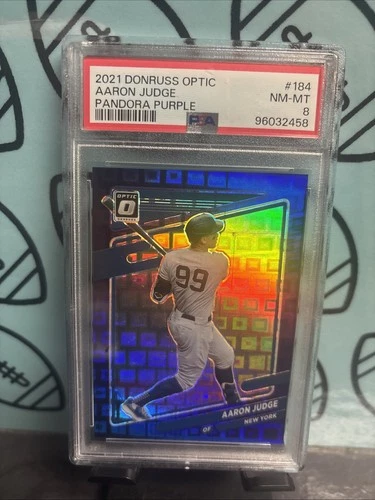 2021 DONRUSS OPTIC #184
AARON JUDGE NM-MT
PANDORA PURPLE 8
PSA 96032458
OPTIC
O
99
AARON JUDGE
NEW YORK
OF